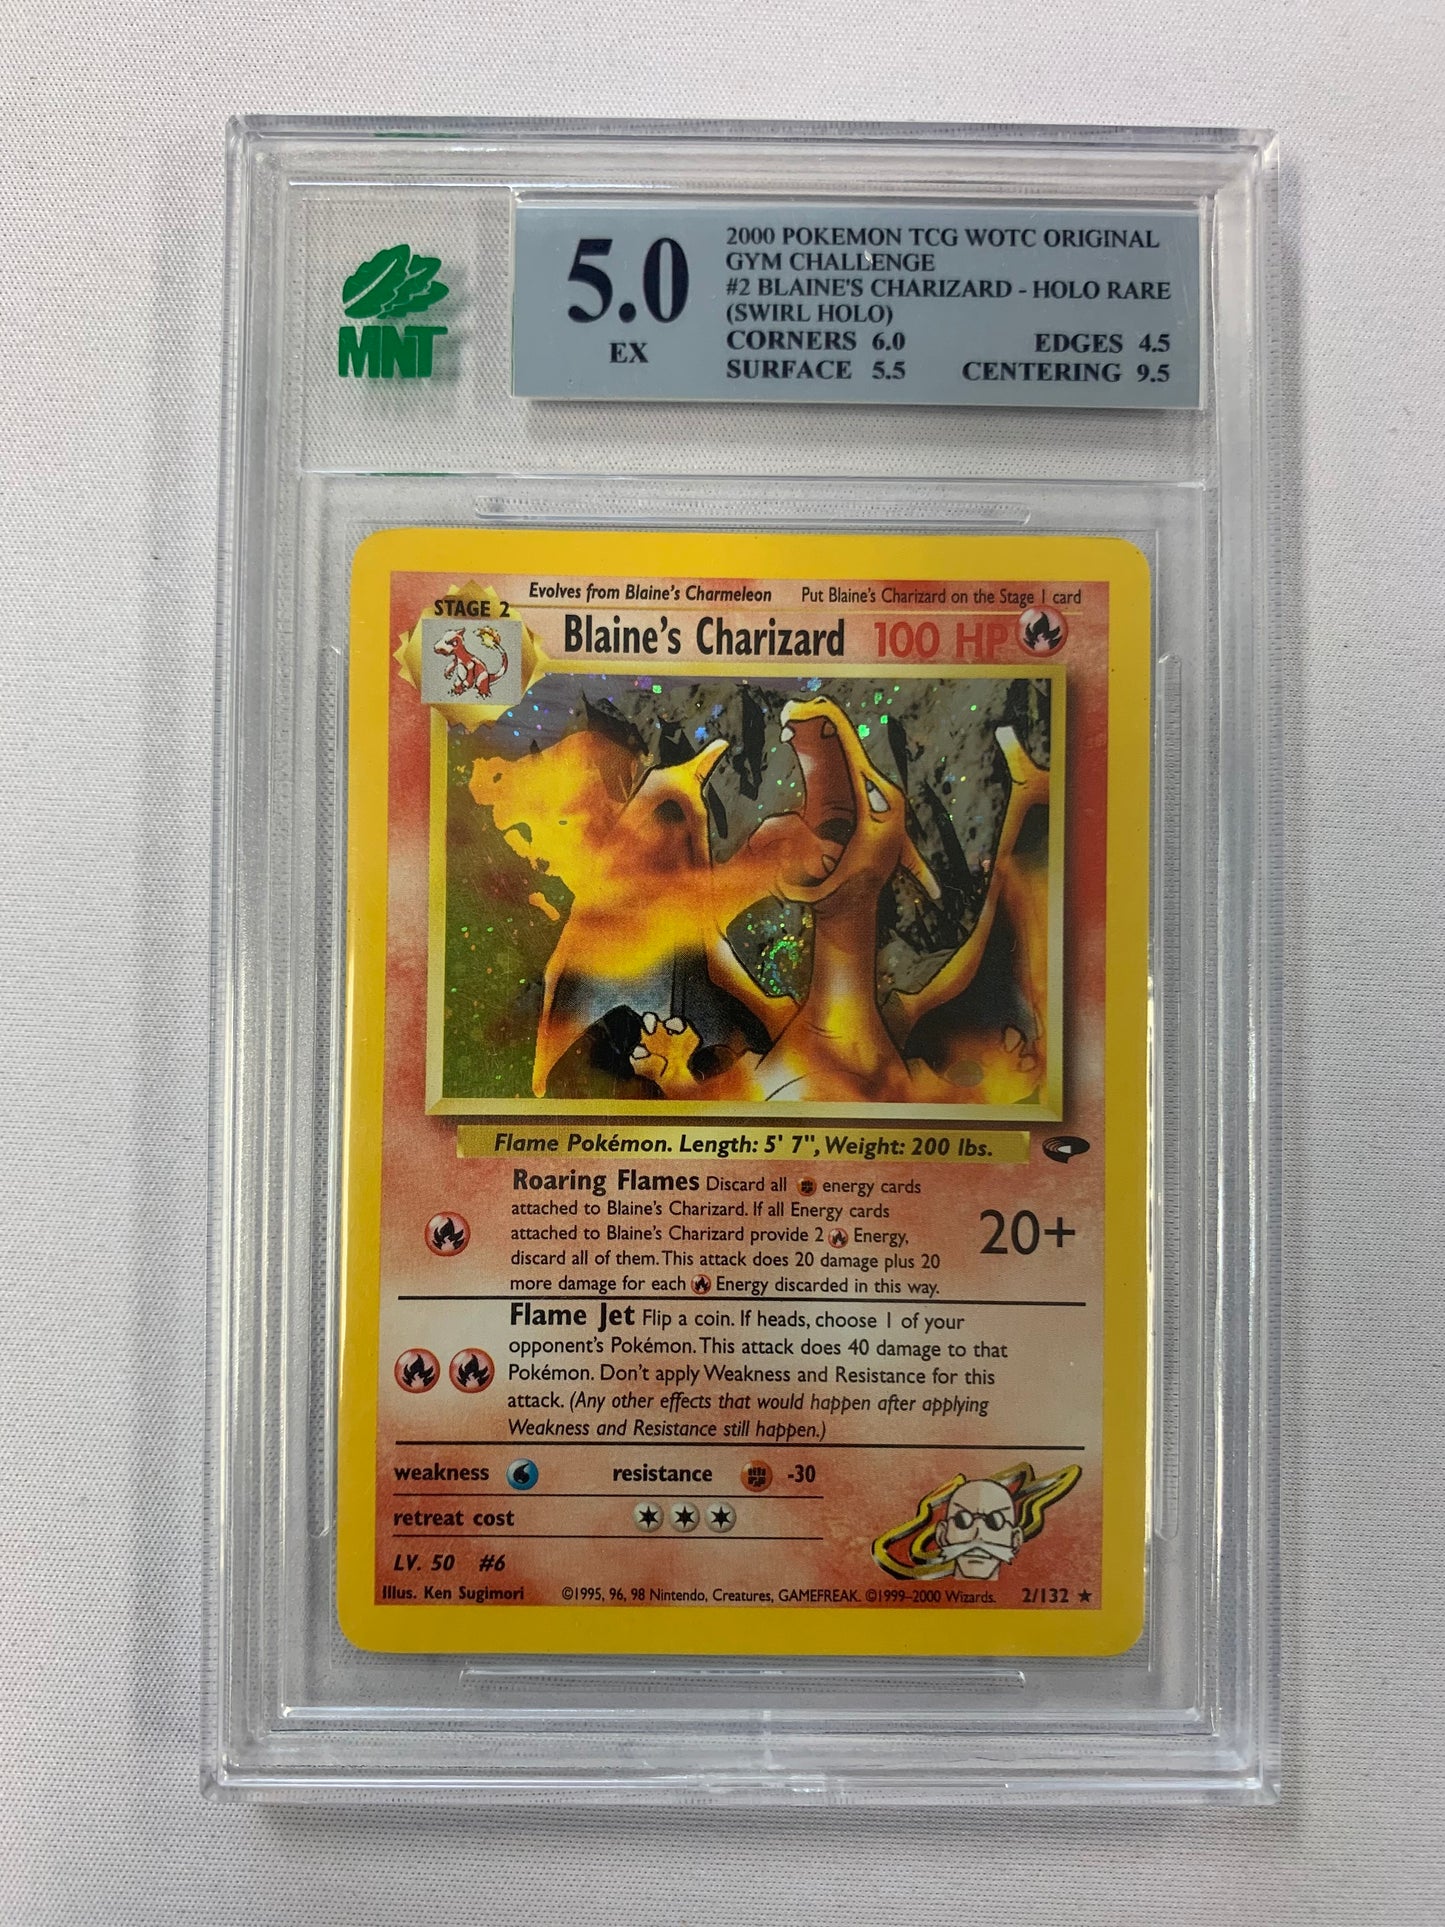 MNT
5.0
EX
2000 POKEMON TCG WOTC ORIGINAL
GYM CHALLENGE
#2 BLAINE'S CHARIZARD - HOLO RARE
(SWIRL HOLO)
CORNERS 6.0 EDGES 4.5
SURFACE 5.5 CENTERING 9.5
Evolves from Blaine's Charmeleon Put Blaine's Charizard on the Stage 1 card
STAGE 2
Blaine's Charizard 100 HP
Flame Pokémon. Length: 5' 7", Weight: 200 lbs.
Roaring Flames Discard all energy cards
attached to Blaine's Charizard. If all Energy cards
attached to Blaine's Charizard provide 2 Energy,
discard all of them. This attack does 20 damage plus 20
more damage for each Energy discarded in this way.
20+
Flame Jet Flip a coin. If heads, choose 1 of your
opponent's Pokémon. This attack does 40 damage to that
Pokémon. Don't apply Weakness and Resistance for this
attack. (Any other effects that would happen after applying
Weakness and Resistance still happen.)
weakness resistance -30
retreat cost
LV. 50 #6
Illus. Ken Sugimori ©1995, 96, 98 Nintendo, Creatures, GAMEFREAK. ©1999-2000 Wizards. 2/132 ★